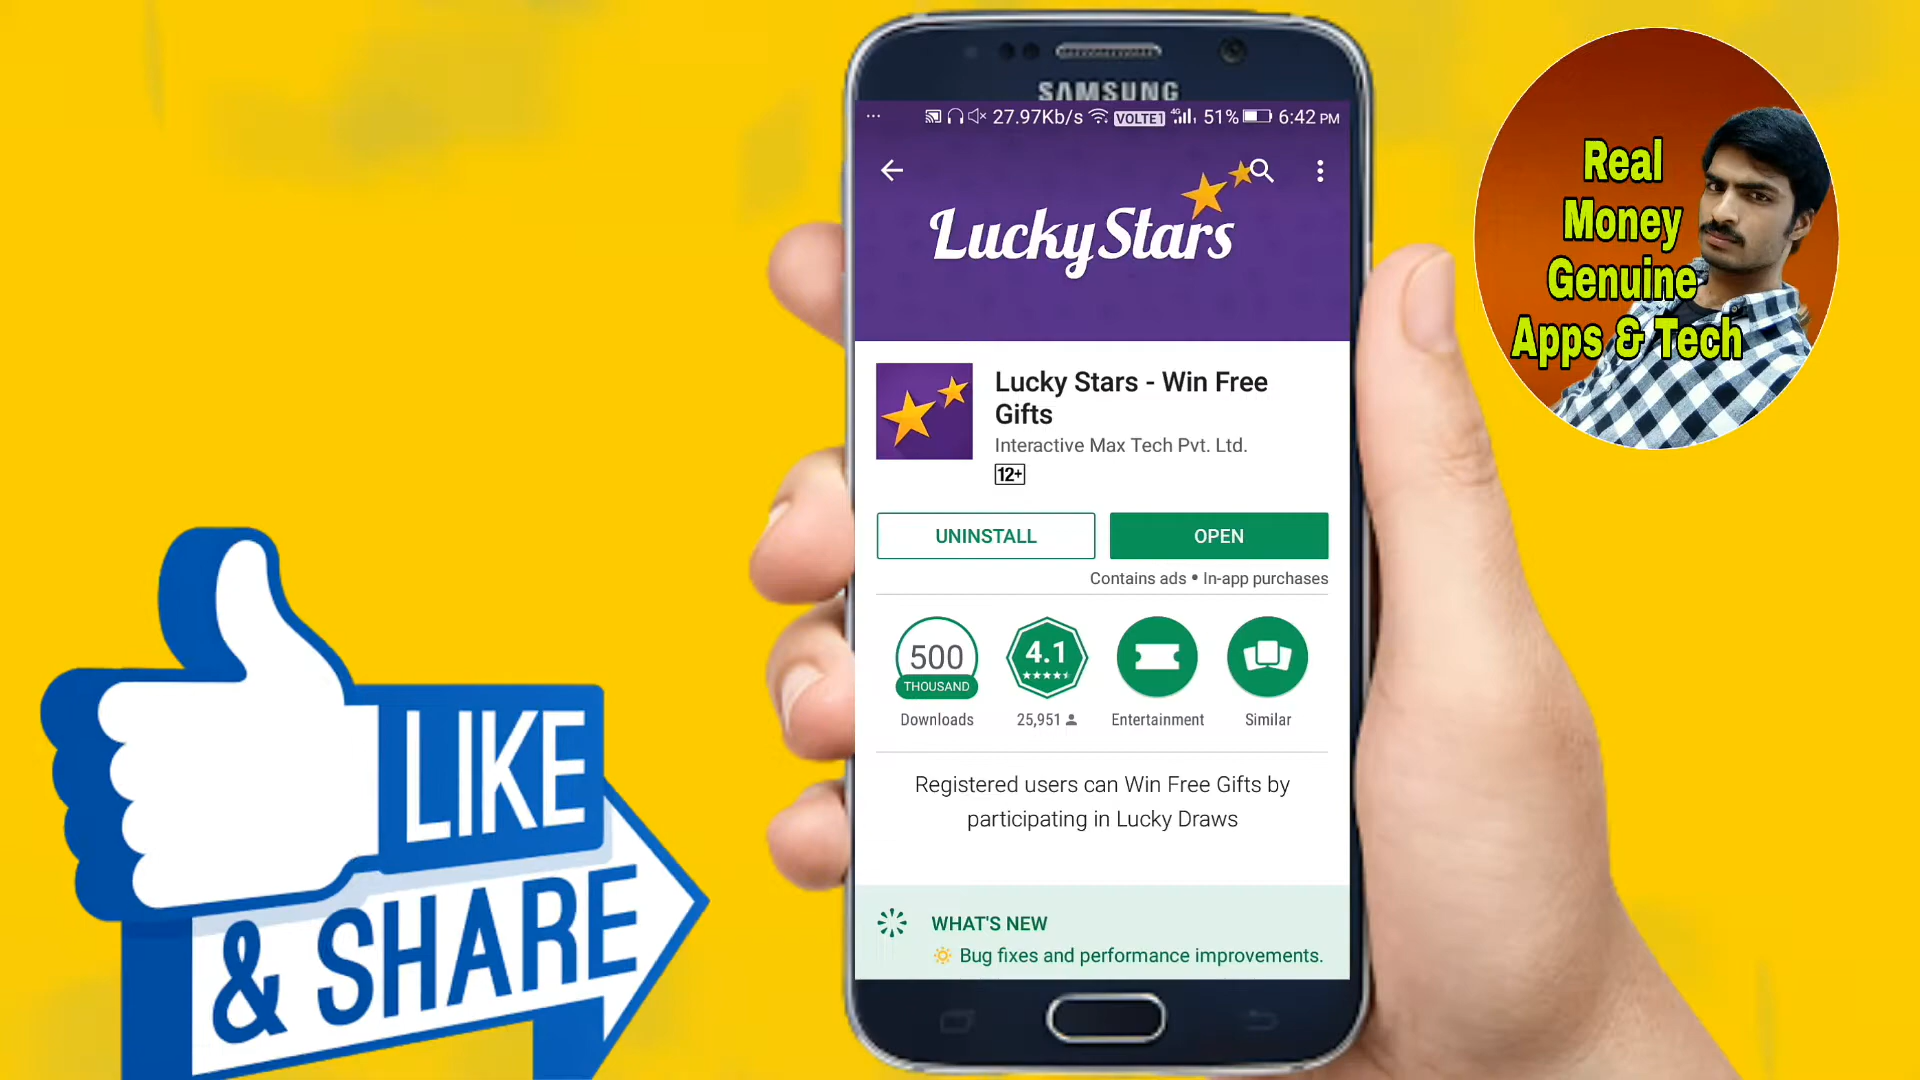 SAMSUNG
27.97Kb/s VOLTE1 4G 51% 6:42 PM
Lucky Stars
Lucky Stars - Win Free
Gifts
Interactive Max Tech Pvt. Ltd.
12+
UNINSTALL
OPEN
Contains ads • In-app purchases
500
THOUSAND
Downloads
4.1
25,951
Entertainment
Similar
Registered users can Win Free Gifts by
participating in Lucky Draws
WHAT'S NEW
Bug fixes and performance improvements.
Real
Money
Genuine
Apps & Tech
LIKE
& SHARE